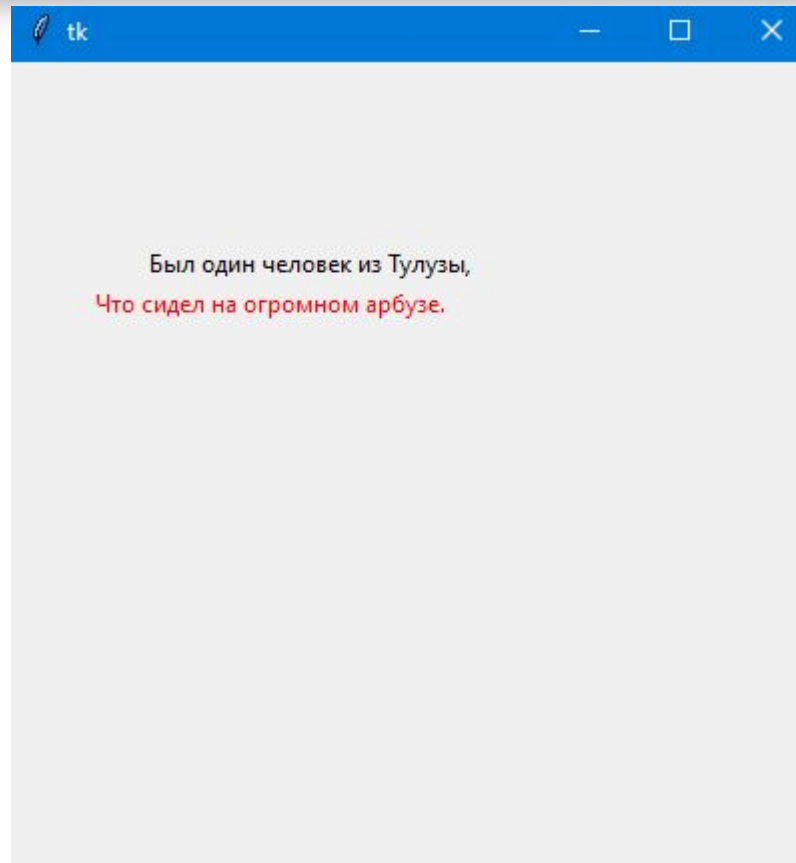 tk
Был один человек из Тулузы,
Что сидел на огромном арбузе.